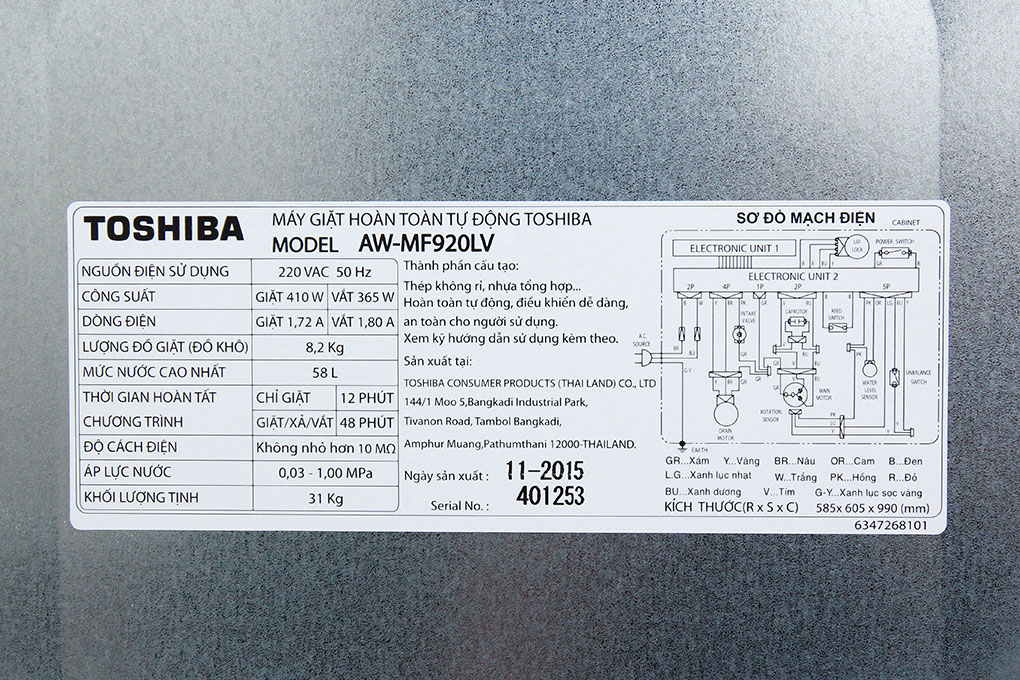 TOSHIBA
MÁY GIẶT HOÀN TOÀN TỰ ĐỘNG TOSHIBA
MODEL AW-MF920LV
NGUỒN ĐIỆN SỬ DỤNG 220 VAC 50 Hz
CÔNG SUẤT GIẶT 410 W VẮT 365 W
DÒNG ĐIỆN GIẶT 1,72 A VẮT 1,80 A
LƯỢNG ĐỒ GIẶT (ĐỒ KHÔ) 8,2 Kg
MỨC NƯỚC CAO NHẤT 58 L
THỜI GIAN HOÀN TẤT CHỈ GIẶT 12 PHÚT
CHƯƠNG TRÌNH GIẶT/XẢ/VẮT 48 PHÚT
ĐỘ CÁCH ĐIỆN Không nhỏ hơn 10 MΩ
ÁP LỰC NƯỚC 0,03 - 1,00 MPa
KHỐI LƯỢNG TỊNH 31 Kg
Thành phần cấu tạo:
Thép không rỉ, nhựa tổng hợp...
Hoàn toàn tự động, điều khiển dễ dàng,
an toàn cho người sử dụng.
Xem kỹ hướng dẫn sử dụng kèm theo.
Sản xuất tại:
TOSHIBA CONSUMER PRODUCTS (THAI LAND) CO., LTD
144/1 Moo 5,Bangkadi Industrial Park,
Tivanon Road, Tambol Bangkadi,
Amphur Muang,Pathumthani 12000-THAILAND.
Ngày sản xuất : 11-2015
Serial No. : 401253
SƠ ĐỒ MẠCH ĐIỆN CABINET
ELECTRONIC UNIT 1
LID LOCK
POWER SWITCH
ELECTRONIC UNIT 2
2P 4P 1P 2P 5P
INTAKE VALVE
CAPACITOR
REED SWITCH
A.C SOURCE
G-Y
DRAIN MOTOR
ROTATION SENSOR
MAIN MOTOR
WATER LEVEL SENSOR
UNBALANCE SWITCH
EARTH
GR...Xám Y...Vàng BR...Nâu OR...Cam B...Đen
L.G...Xanh lục nhạt W...Trắng PK...Hồng R...Đỏ
BU...Xanh dương V...Tím G-Y...Xanh lục sọc vàng
KÍCH THƯỚC(R x S x C) 585x 605 x 990 (mm)
6347268101